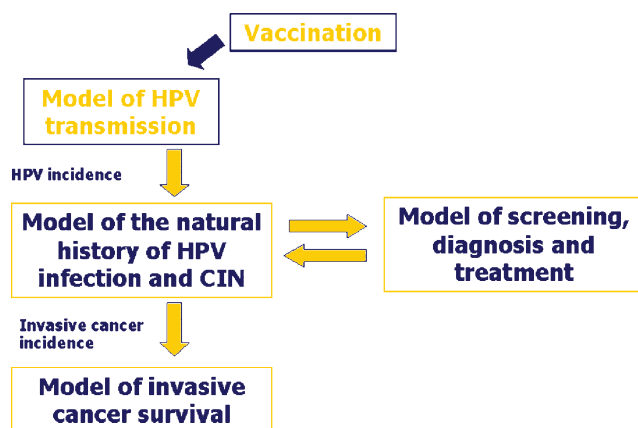 Vaccination
Model of HPV
transmission
HPV incidence
Model of the natural
history of HPV
infection and CIN
Model of screening,
diagnosis and
treatment
Invasive cancer
incidence
Model of invasive
cancer survival